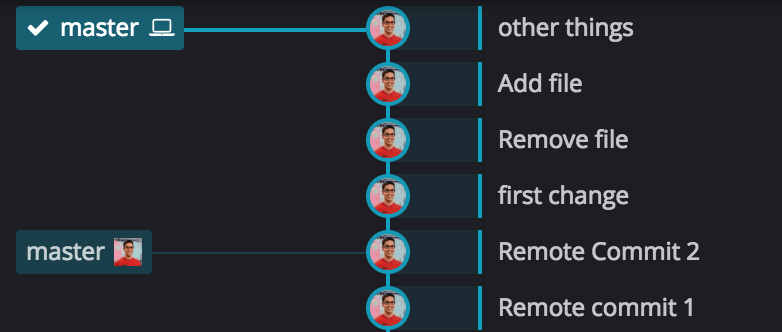 master other things
Add file
Remove file
first change
master Remote Commit 2
Remote commit 1